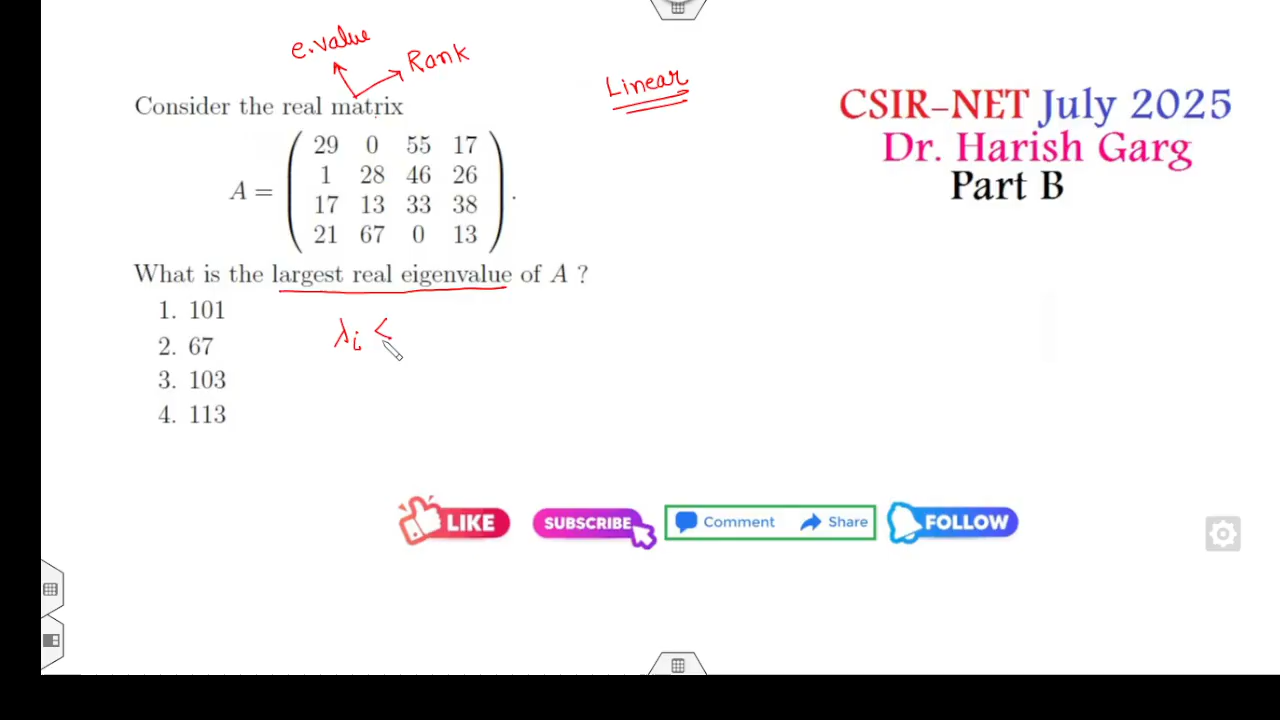 e.value
Rank
Linear
Consider the real matrix
A = ( 29 0 55 17
1 28 46 26
17 13 33 38
21 67 0 13 ) .
What is the largest real eigenvalue of A ?
1. 101
2. 67
3. 103
4. 113
λi <
CSIR-NET July 2025
Dr. Harish Garg
Part B
LIKE
SUBSCRIBE
Comment
Share
FOLLOW